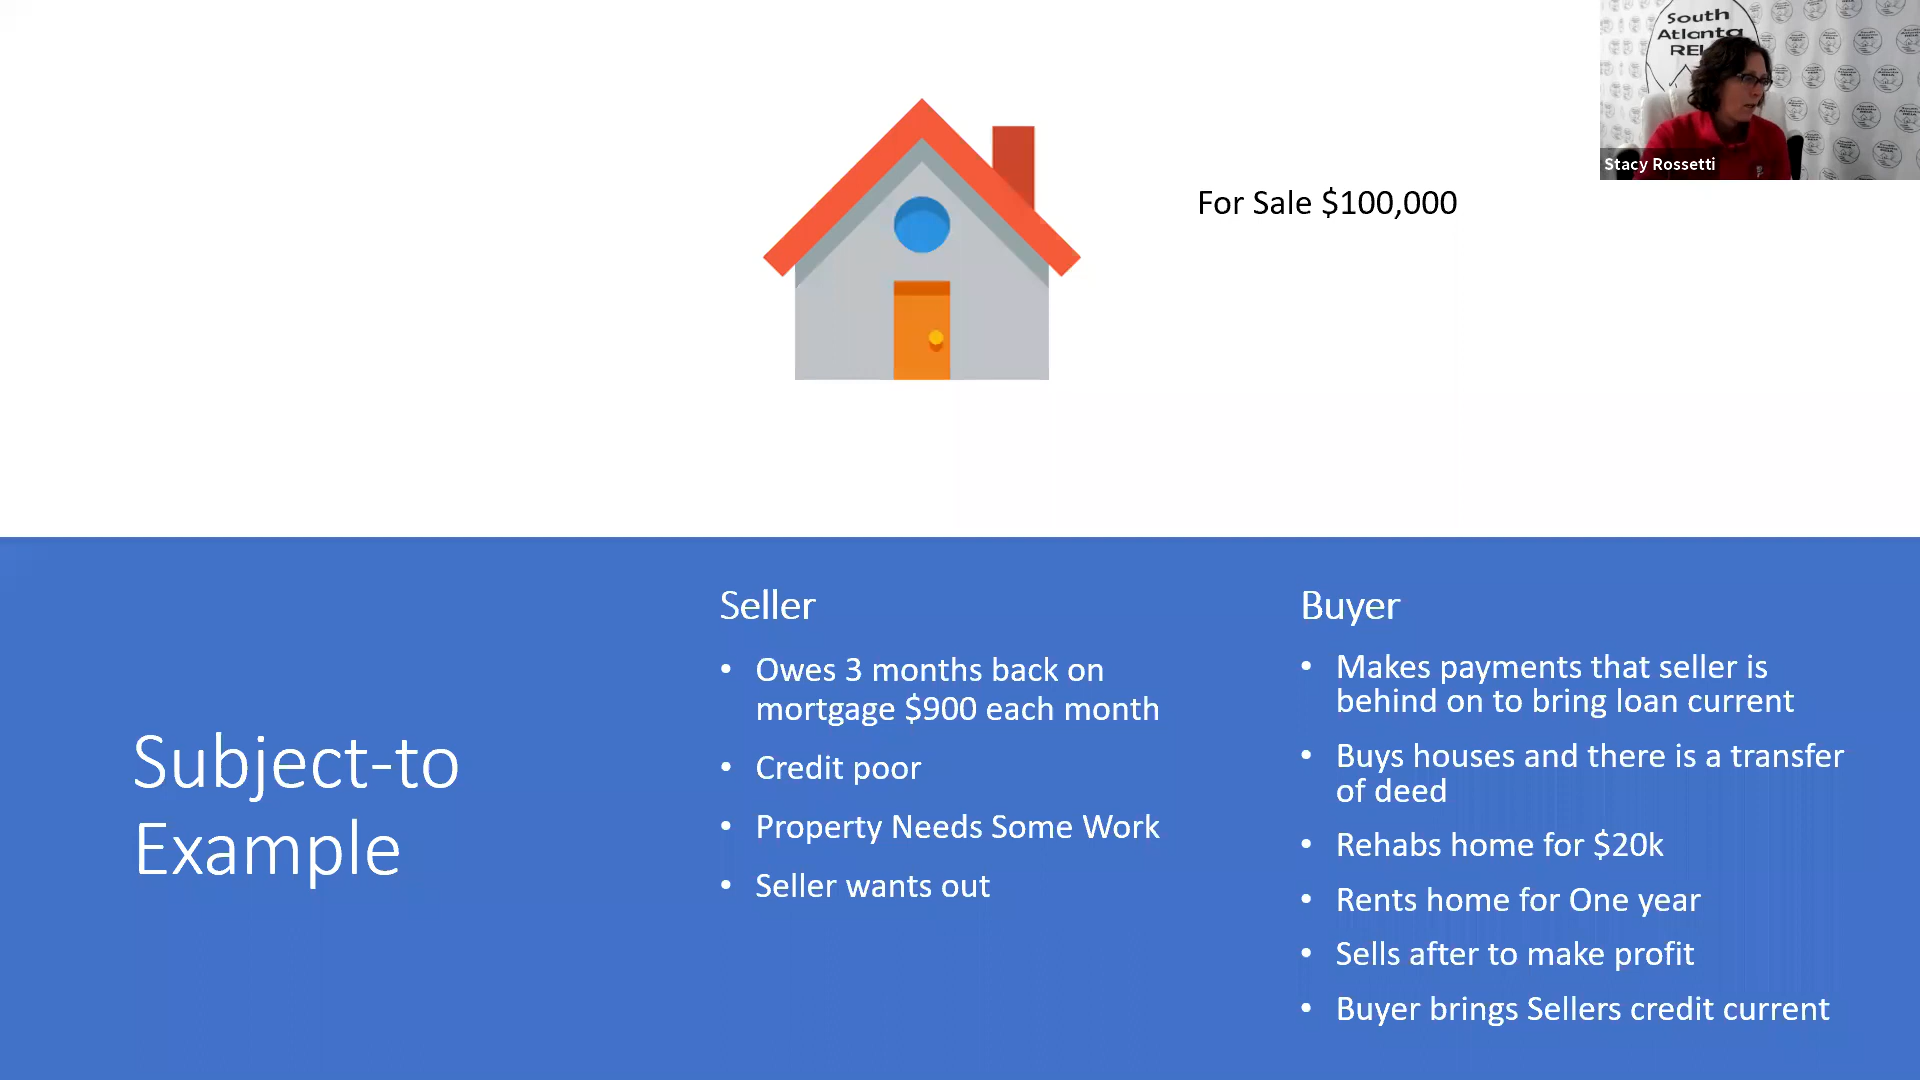 South
Atlanta
For Sale $100,000
Stacy Rossetti
Subject-to
Example
Seller
• Owes 3 months back on
mortgage $900 each month
• Credit poor
• Property Needs Some Work
• Seller wants out
Buyer
• Makes payments that seller is
behind on to bring loan current
• Buys houses and there is a transfer
of deed
• Rehabs home for $20k
• Rents home for One year
• Sells after to make profit
• Buyer brings Sellers credit current